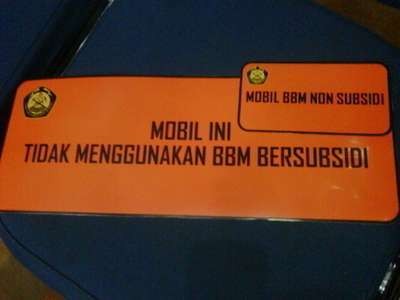 MOBIL INI
TIDAK MENGGUNAKAN BBM BERSUBSIDI
MOBIL BBM NON SUBSIDI